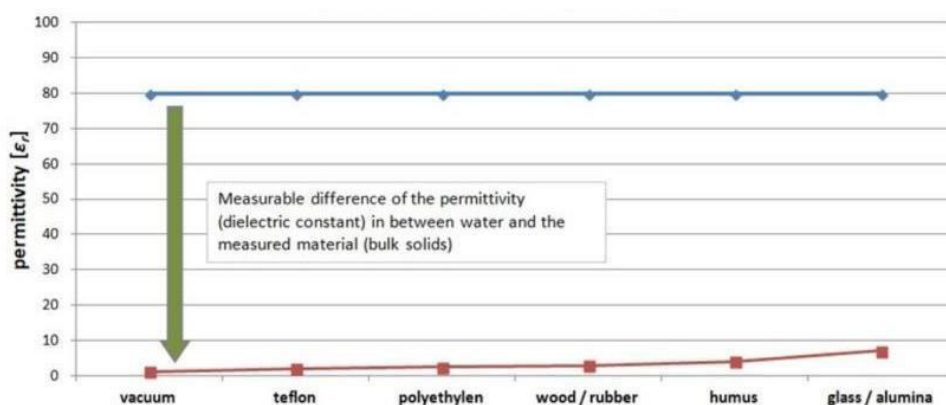 100
90
80
70
60
50
40
30
20
10
0
permittivity [εr]
Measurable difference of the permittivity
(dielectric constant) in between water and the
measured material (bulk solids)
vacuum
teflon
polyethylen
wood / rubber
humus
glass / alumina